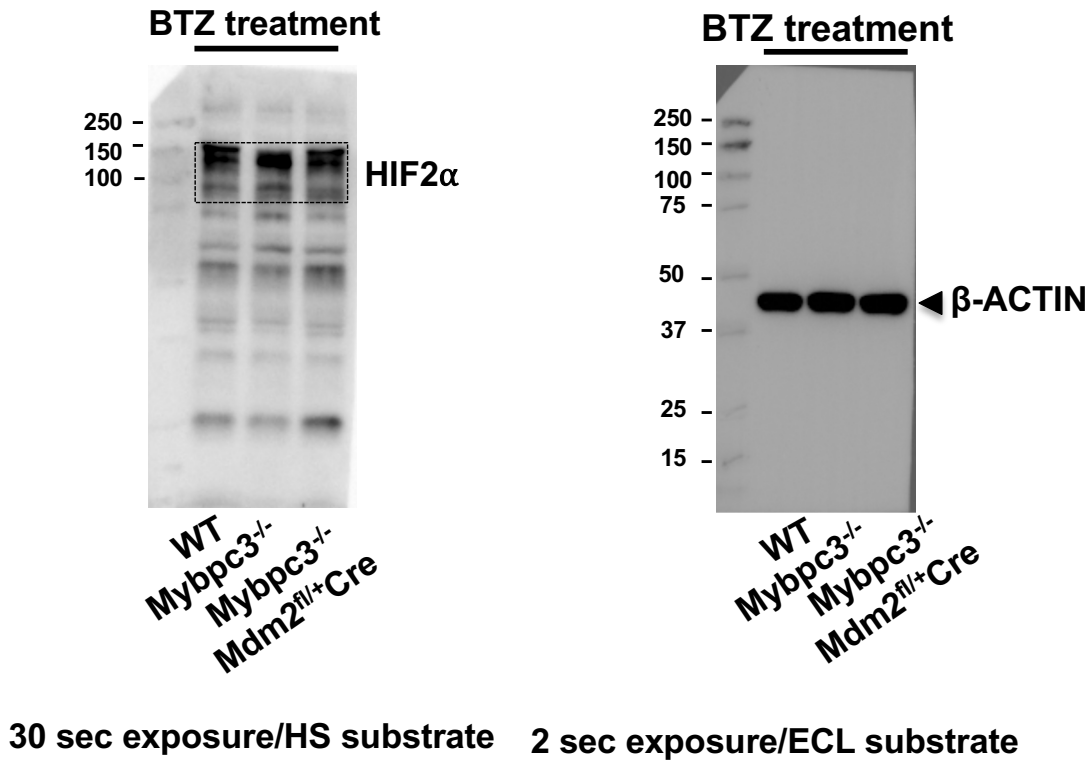 BTZ treatment
250 -
150 -
100 -
HIF2α
WT
Mybpc3-/-
Mybpc3-/-
Mdm2fl/+Cre
30 sec exposure/HS substrate
BTZ treatment
250 -
150 -
100 -
75 -
50 -
37 -
25 -
15 -
β-ACTIN
WT
Mybpc3-/-
Mybpc3-/-
Mdm2fl/+Cre
2 sec exposure/ECL substrate